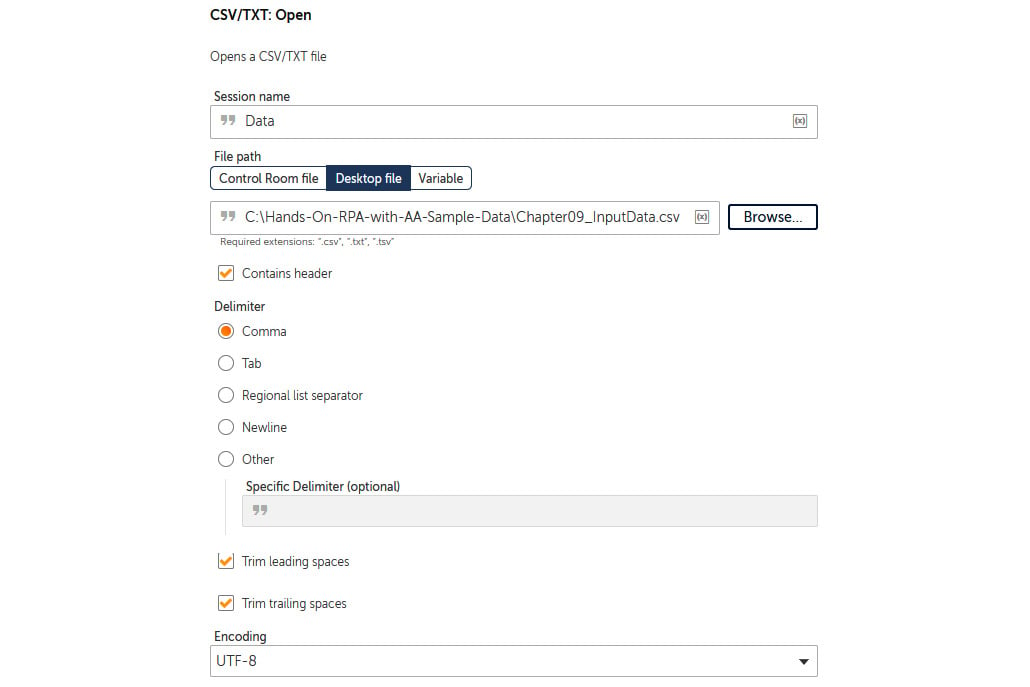 CSV/TXT: Open
Opens a CSV/TXT file
Session name
Data
(x)
File path
Control Room file Desktop file Variable
C:\Hands-On-RPA-with-AA-Sample-Data\Chapter09_InputData.csv (x) Browse...
Required extensions: ".csv", ".txt", ".tsv"
Contains header
Delimiter
Comma
Tab
Regional list separator
Newline
Other
Specific Delimiter (optional)
Trim leading spaces
Trim trailing spaces
Encoding
UTF-8